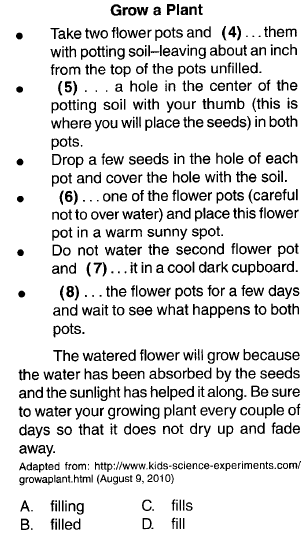 Grow a Plant
• Take two flower pots and (4) ... them
with potting soil–leaving about an inch
from the top of the pots unfilled.
• (5) . . . a hole in the center of the
potting soil with your thumb (this is
where you will place the seeds) in both
pots.
• Drop a few seeds in the hole of each
pot and cover the hole with the soil.
• (6) ... one of the flower pots (careful
not to over water) and place this flower
pot in a warm sunny spot.
• Do not water the second flower pot
and (7) ... it in a cool dark cupboard.
• (8) ... the flower pots for a few days
and wait to see what happens to both
pots.
The watered flower will grow because
the water has been absorbed by the seeds
and the sunlight has helped it along. Be sure
to water your growing plant every couple of
days so that it does not dry up and fade
away.
Adapted from: http://www.kids-science-experiments.com/
growaplant.html (August 9, 2010)
A. filling C. fills
B. filled D. fill